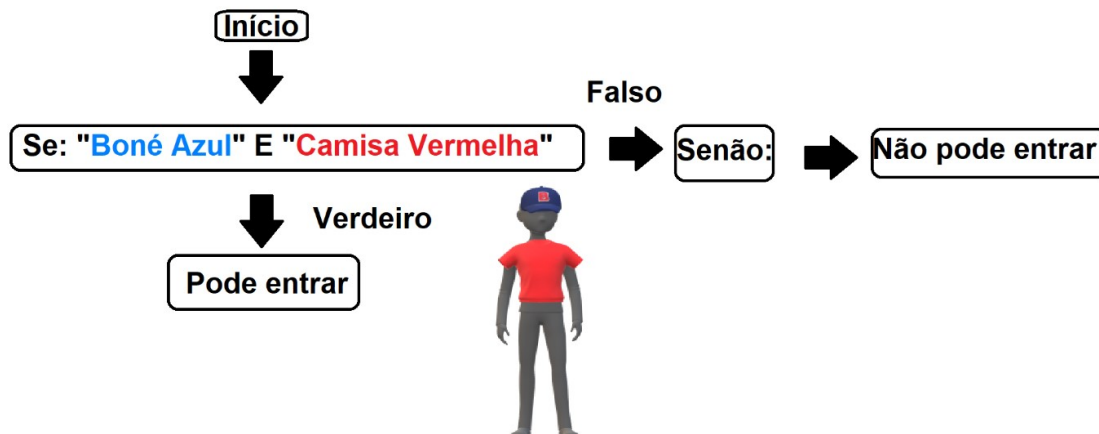 Início
Falso
Se: "Boné Azul" E "Camisa Vermelha"
Senão:
Não pode entrar
Verdeiro
Pode entrar
B